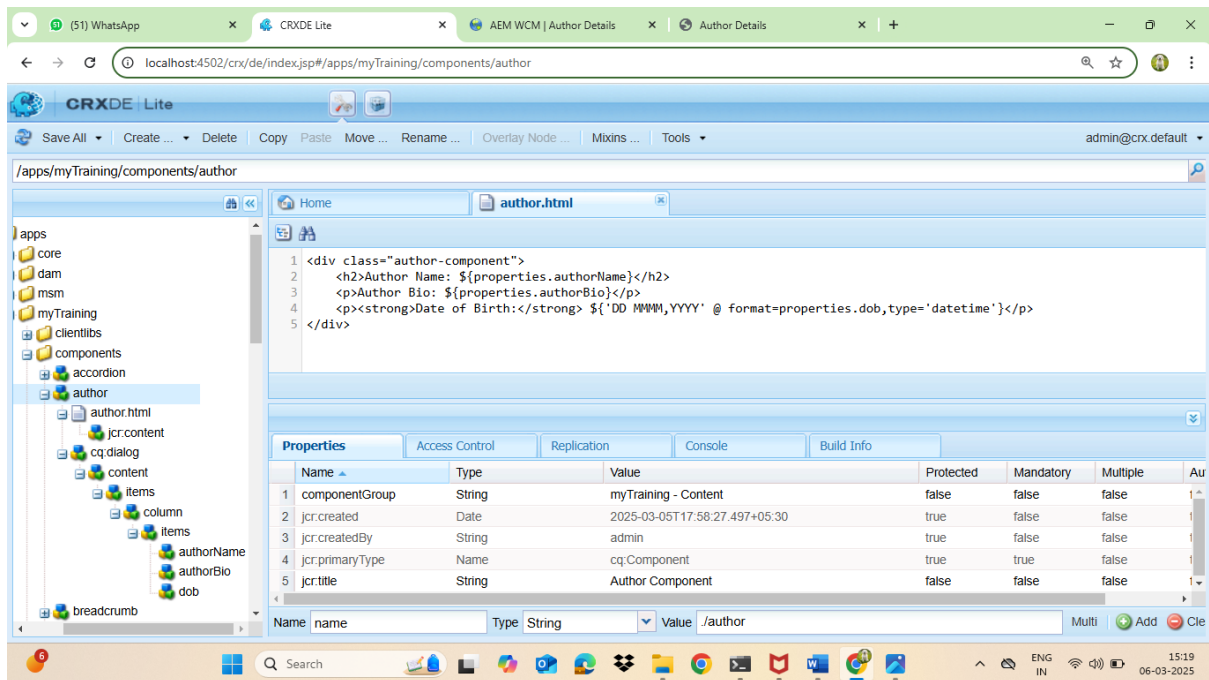 (51) WhatsApp
CRXDE Lite
AEM WCM | Author Details
Author Details
localhost:4502/crx/de/index.jsp#/apps/myTraining/components/author
CRXDE Lite
Save All
Create ...
Delete
Copy
Paste
Move ...
Rename ...
Overlay Node ...
Mixins ...
Tools
admin@crx.default
/apps/myTraining/components/author
Home
author.html
apps
core
dam
msm
myTraining
clientlibs
components
accordion
author
author.html
jcr:content
cq:dialog
content
items
column
items
authorName
authorBio
dob
breadcrumb
1 <div class="author-component">
2 <h2>Author Name: ${properties.authorName}</h2>
3 <p>Author Bio: ${properties.authorBio}</p>
4 <p><strong>Date of Birth:</strong> ${'DD MMMM,YYYY' @ format=properties.dob,type='datetime'}</p>
5 </div>
Properties
Access Control
Replication
Console
Build Info
Name Type Value Protected Mandatory Multiple Au
1 componentGroup String myTraining - Content false false false
2 jcr:created Date 2025-03-05T17:58:27.497+05:30 true false false
3 jcr:createdBy String admin true false false
4 jcr:primaryType Name cq:Component true true false
5 jcr:title String Author Component false false false
Name name Type String Value ./author Multi Add Cle
6
Search
ENG
IN
15:19
06-03-2025